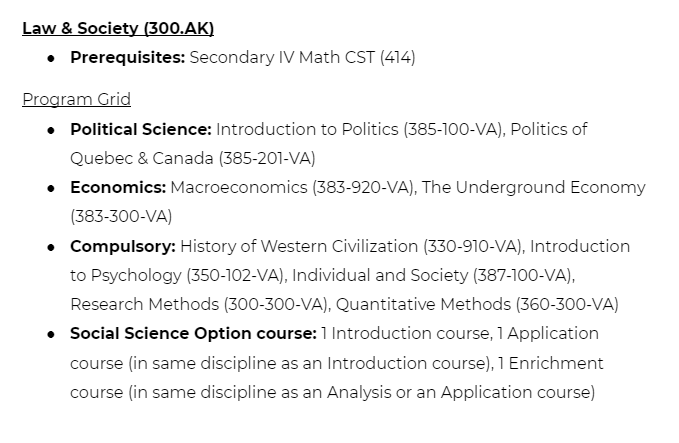 Law & Society (300.AK)
● Prerequisites: Secondary IV Math CST (414)
Program Grid
● Political Science: Introduction to Politics (385-100-VA), Politics of
Quebec & Canada (385-201-VA)
● Economics: Macroeconomics (383-920-VA), The Underground Economy
(383-300-VA)
● Compulsory: History of Western Civilization (330-910-VA), Introduction
to Psychology (350-102-VA), Individual and Society (387-100-VA),
Research Methods (300-300-VA), Quantitative Methods (360-300-VA)
● Social Science Option course: 1 Introduction course, 1 Application
course (in same discipline as an Introduction course), 1 Enrichment
course (in same discipline as an Analysis or an Application course)